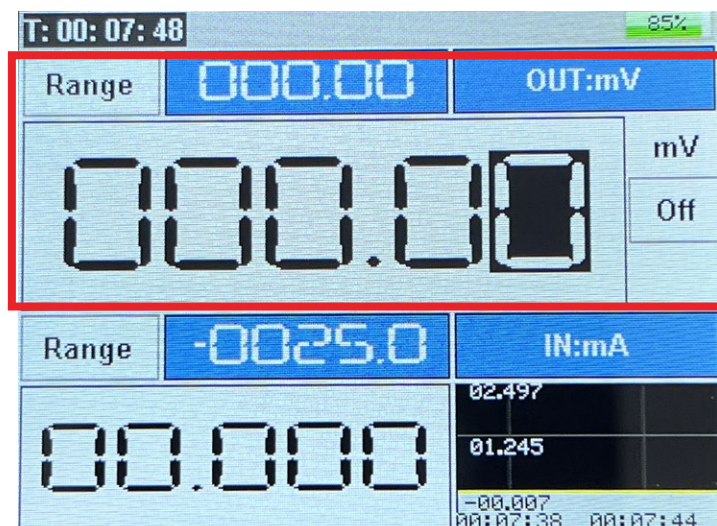 T: 00: 07: 48 85%
Range 000.00 OUT:mV
000.00 mV
Off
Range -0025.0 IN:mA
00.000
02.497
01.245
-00.007
00:07:38 00:07:44